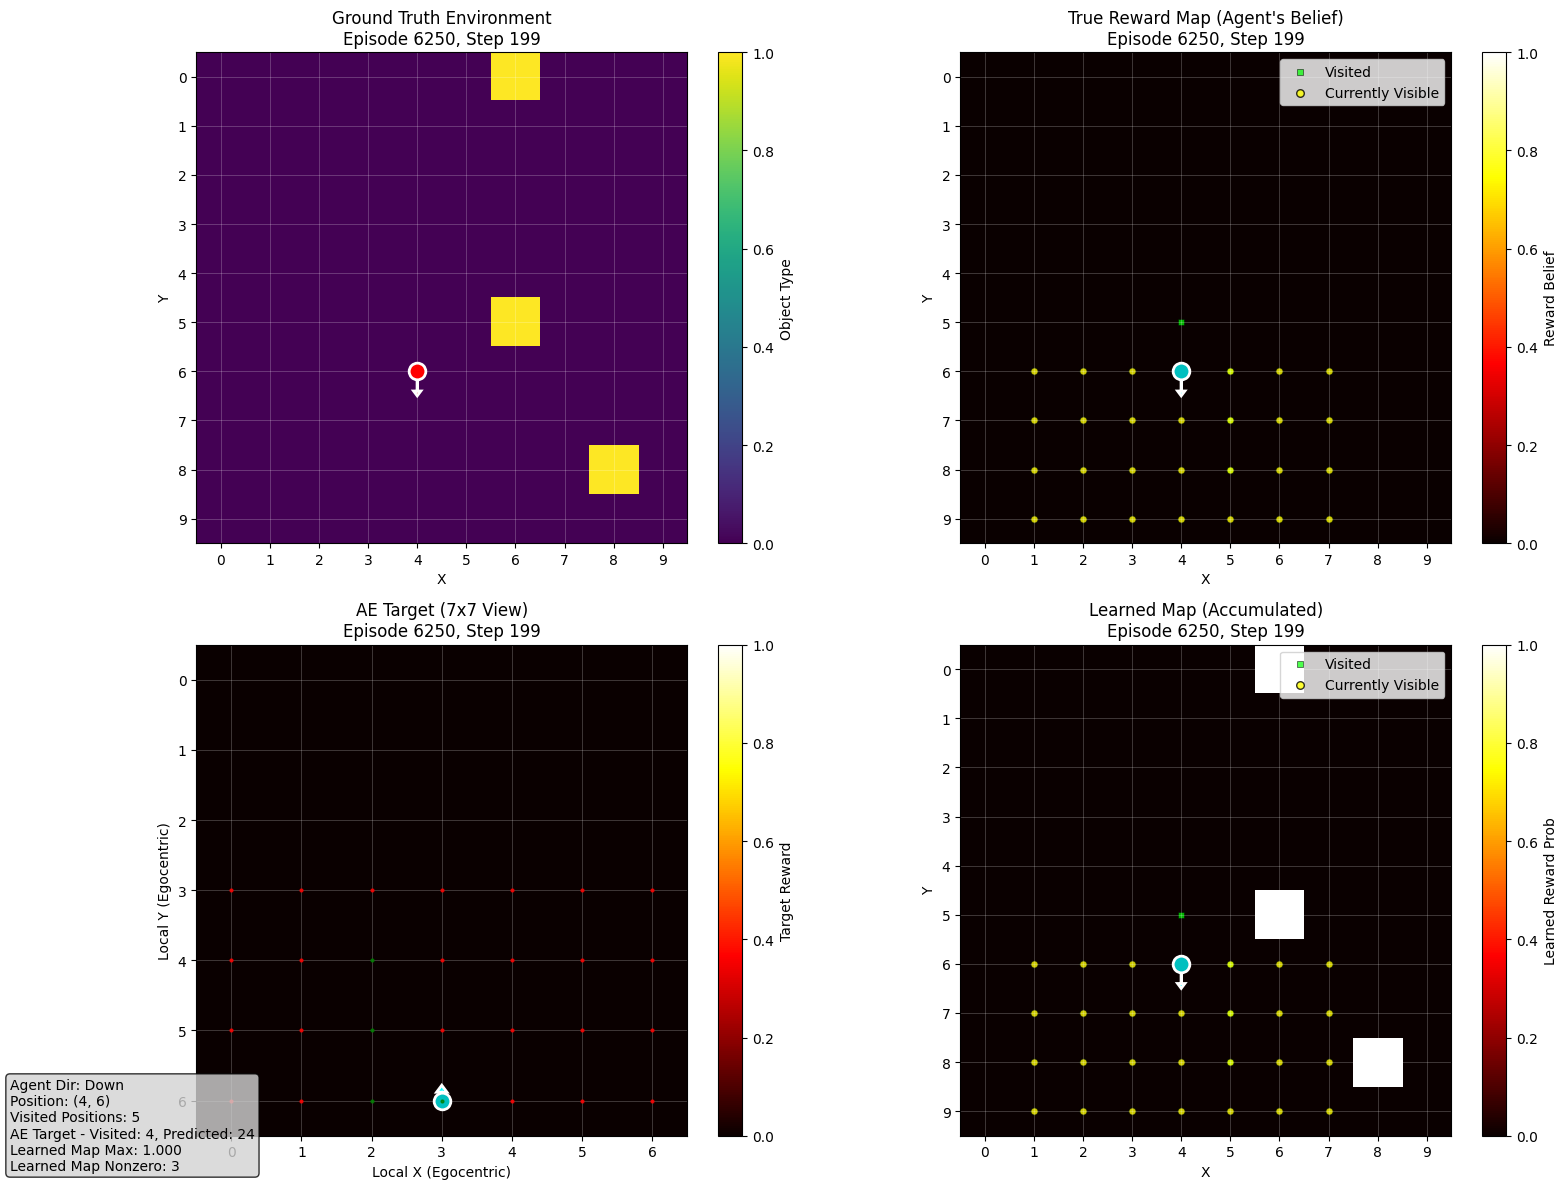 Ground Truth Environment
Episode 6250, Step 199
0
1
2
3
4
5
6
7
8
9
Y
0 1 2 3 4 5 6 7 8 9
X
1.0
0.8
0.6
0.4
0.2
0.0
Object Type
True Reward Map (Agent's Belief)
Episode 6250, Step 199
Visited
Currently Visible
0
1
2
3
4
5
6
7
8
9
Y
0 1 2 3 4 5 6 7 8 9
X
1.0
0.8
0.6
0.4
0.2
0.0
Reward Belief
AE Target (7x7 View)
Episode 6250, Step 199
0
1
2
3
4
5
6
Local Y (Egocentric)
0 1 2 3 4 5 6
Local X (Egocentric)
1.0
0.8
0.6
0.4
0.2
0.0
Target Reward
Agent Dir: Down
Position: (4, 6)
Visited Positions: 5
AE Target - Visited: 4, Predicted: 24
Learned Map Max: 1.000
Learned Map Nonzero: 3
Learned Map (Accumulated)
Episode 6250, Step 199
Visited
Currently Visible
0
1
2
3
4
5
6
7
8
9
Y
0 1 2 3 4 5 6 7 8 9
X
1.0
0.8
0.6
0.4
0.2
0.0
Learned Reward Prob